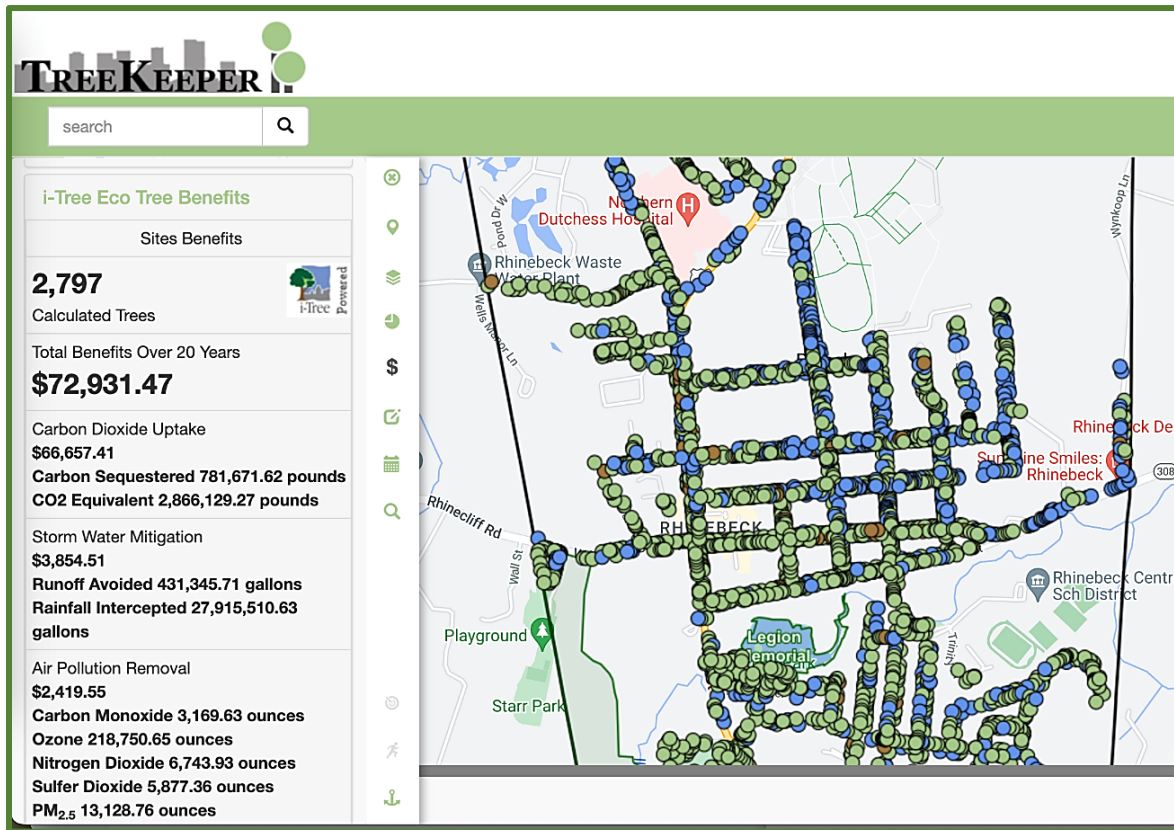 TREEKEEPER
search
i-Tree Eco Tree Benefits
Sites Benefits
2,797
Calculated Trees
i-Tree
Powered
Total Benefits Over 20 Years
$72,931.47
Carbon Dioxide Uptake
$66,657.41
Carbon Sequestered 781,671.62 pounds
CO2 Equivalent 2,866,129.27 pounds
Storm Water Mitigation
$3,854.51
Runoff Avoided 431,345.71 gallons
Rainfall Intercepted 27,915,510.63
gallons
Air Pollution Removal
$2,419.55
Carbon Monoxide 3,169.63 ounces
Ozone 218,750.65 ounces
Nitrogen Dioxide 6,743.93 ounces
Sulfer Dioxide 5,877.36 ounces
PM2.5 13,128.76 ounces
$
Pond Dr W
Northern
Dutchess Hospital
H
Wynkoop Ln
Rhinebeck Waste
Water Plant
Wells Manor Ln
Rhinebeck De
Sunshine Smiles:
Rhinebeck
308
Rhinecliff Rd
RHINEBECK
Wall St
Rhinebeck Centr
Sch District
Playground
Legion
Memorial
Park
Trinity
Starr Park